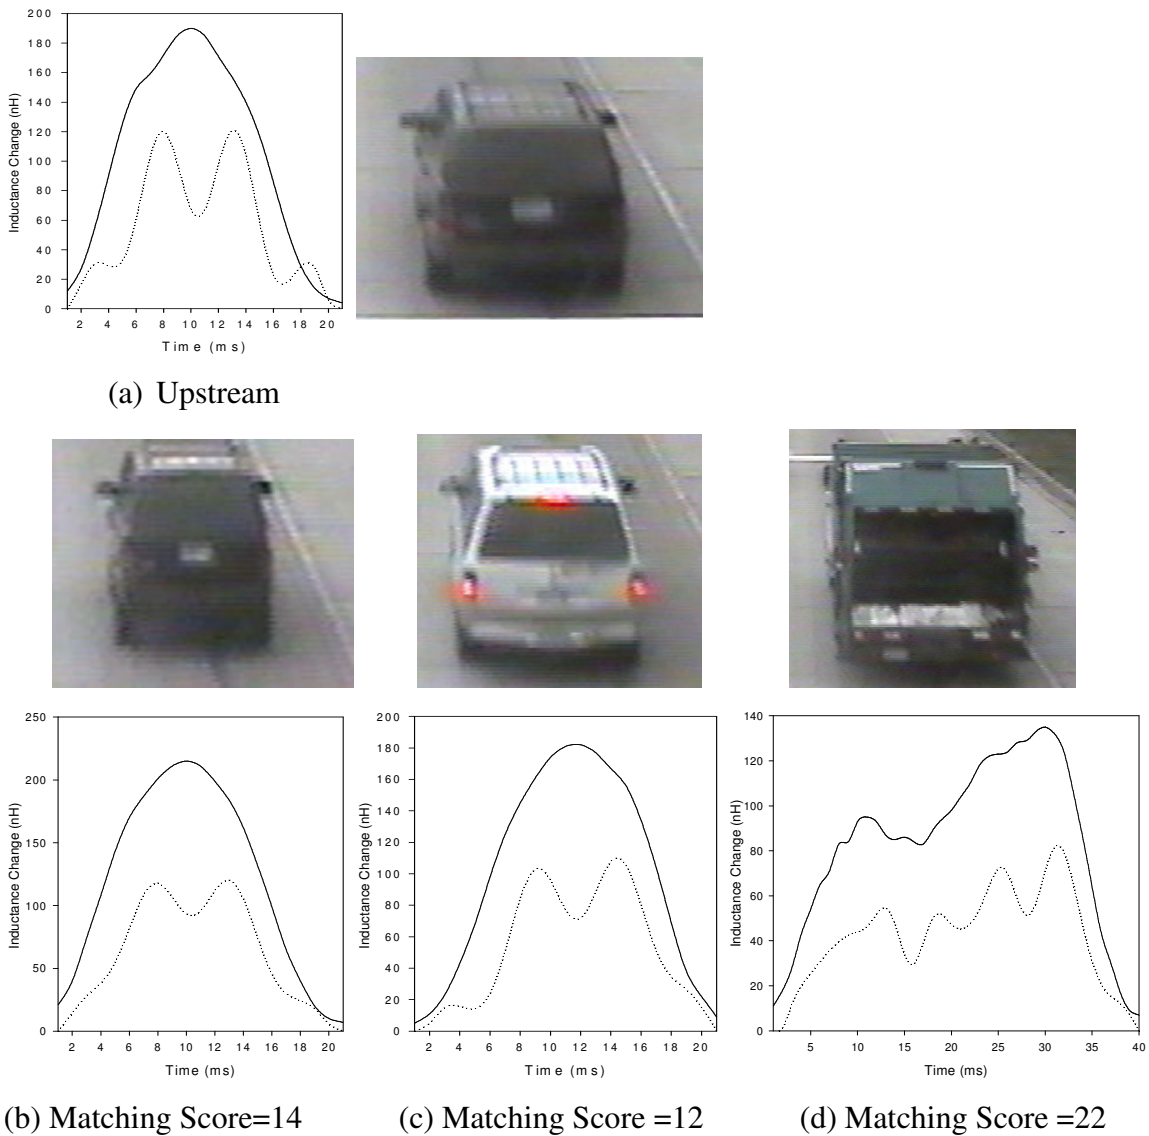 200
180
160
140
120
100
80
60
40
20
0
Inductance Change (nH)
2 4 6 8 10 12 14 16 18 20
Time (ms)
(a) Upstream
250
200
150
100
50
0
Inductance Change (nH)
2 4 6 8 10 12 14 16 18 20
Time (ms)
200
180
160
140
120
100
80
60
40
20
0
Inductance Change (nH)
2 4 6 8 10 12 14 16 18 20
Time (ms)
140
120
100
80
60
40
20
0
Inductance Change (nH)
5 10 15 20 25 30 35 40
Time (ms)
(b) Matching Score=14
(c) Matching Score =12
(d) Matching Score =22